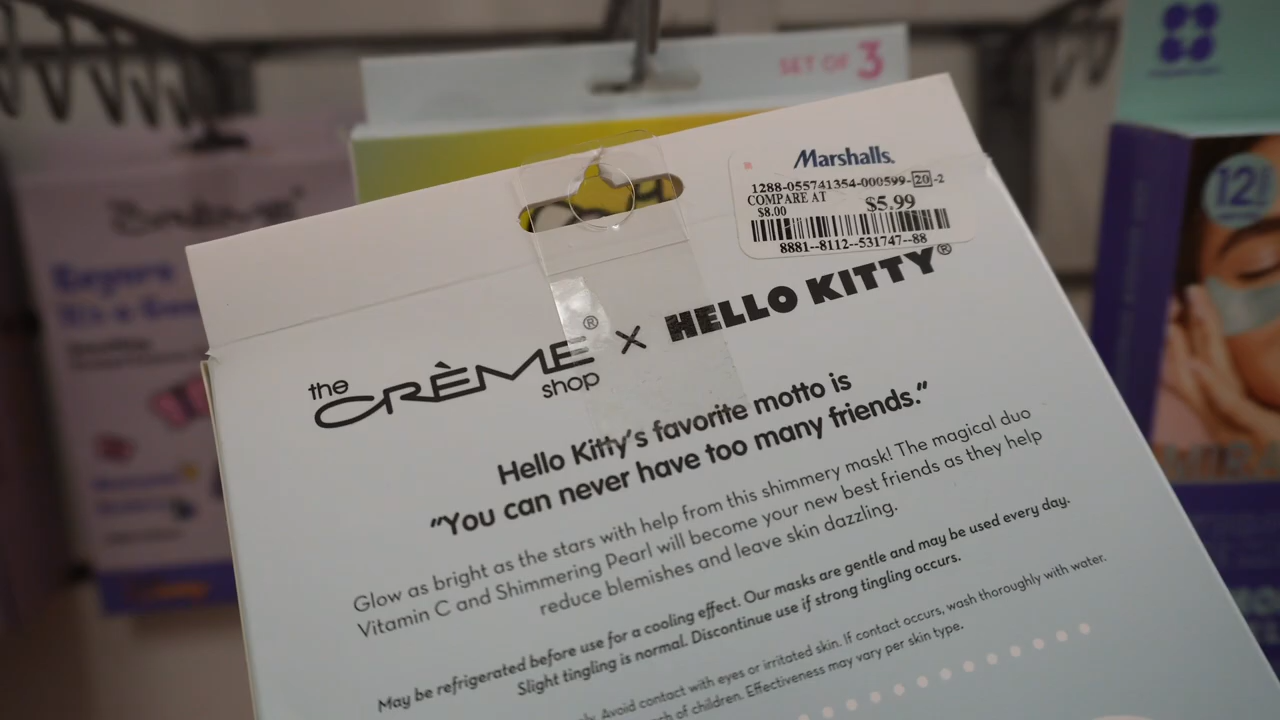 SET OF 3
Marshalls.
1288-055741354-000599-20-2
COMPARE AT
$8.00
$5.99
8881--8112--531747--88
the CRÈME® shop × HELLO KITTY®
Hello Kitty's favorite motto is
"You can never have too many friends."
Glow as bright as the stars with help from this shimmery mask! The magical duo
Vitamin C and Shimmering Pearl will become your new best friends as they help
reduce blemishes and leave skin dazzling.
May be refrigerated before use for a cooling effect. Our masks are gentle and may be used every day.
Slight tingling is normal. Discontinue use if strong tingling occurs.
Avoid contact with eyes or irritated skin. If contact occurs, wash thoroughly with water.
of children. Effectiveness may vary per skin type.
12